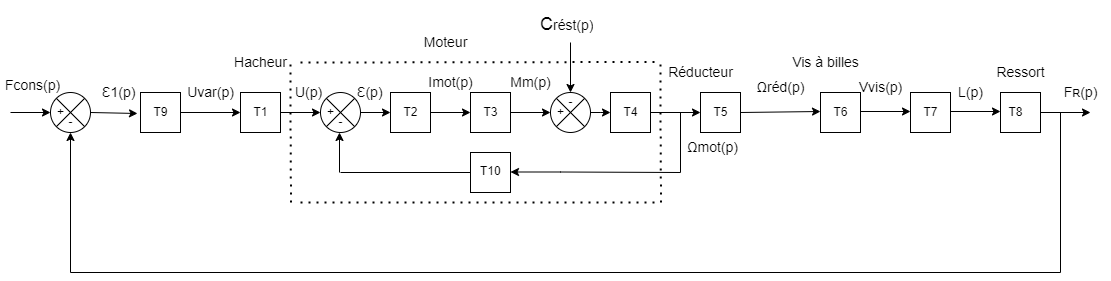 Crést(p)
Moteur
Hacheur
Réducteur
Vis à billes
Ressort
Fcons(p)
Ɛ1(p)
Uvar(p)
U(p)
Ɛ(p)
Imot(p)
Mm(p)
Ωréd(p)
Vvis(p)
L(p)
FR(p)
+
-
T9
T1
+
-
T2
T3
-
+
T4
T5
T6
T7
T8
Ωmot(p)
T10